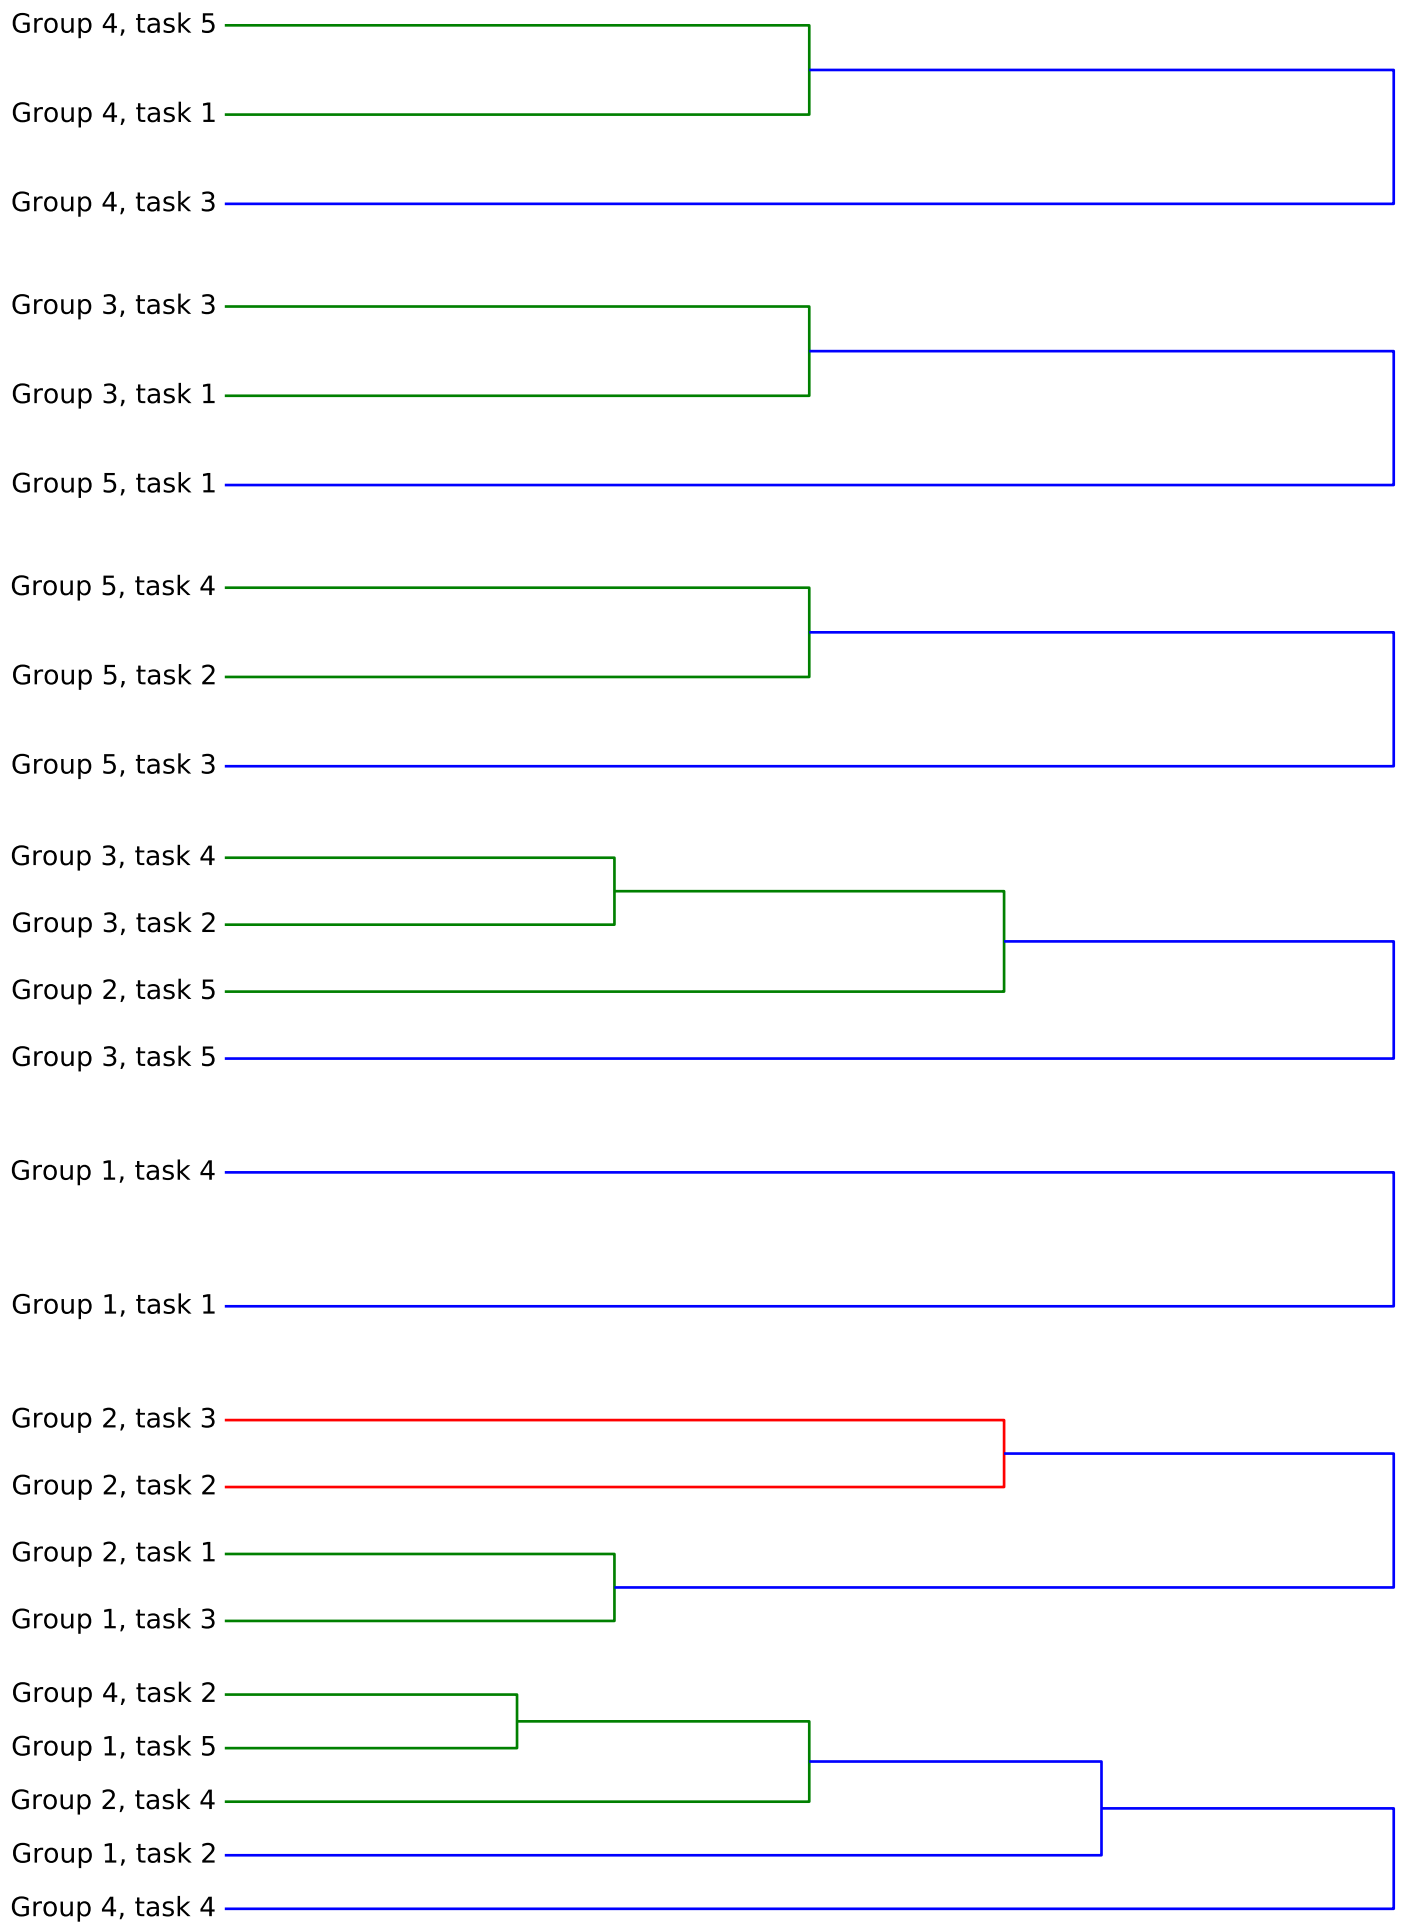 Group 4, task 5
Group 4, task 1
Group 4, task 3
Group 3, task 3
Group 3, task 1
Group 5, task 1
Group 5, task 4
Group 5, task 2
Group 5, task 3
Group 3, task 4
Group 3, task 2
Group 2, task 5
Group 3, task 5
Group 1, task 4
Group 1, task 1
Group 2, task 3
Group 2, task 2
Group 2, task 1
Group 1, task 3
Group 4, task 2
Group 1, task 5
Group 2, task 4
Group 1, task 2
Group 4, task 4